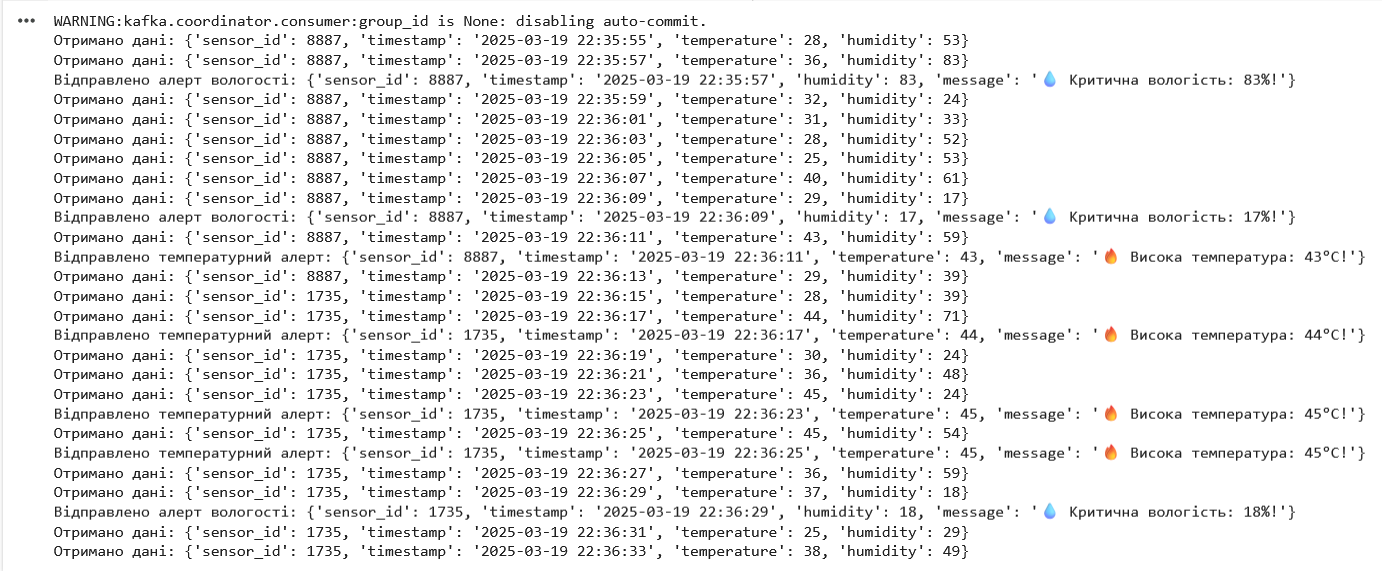 ••• WARNING:kafka.coordinator.consumer:group_id is None: disabling auto-commit.
Отримано дані: {'sensor_id': 8887, 'timestamp': '2025-03-19 22:35:55', 'temperature': 28, 'humidity': 53}
Отримано дані: {'sensor_id': 8887, 'timestamp': '2025-03-19 22:35:57', 'temperature': 36, 'humidity': 83}
Відправлено алерт вологості: {'sensor_id': 8887, 'timestamp': '2025-03-19 22:35:57', 'humidity': 83, 'message': '💧 Критична вологість: 83%!'}
Отримано дані: {'sensor_id': 8887, 'timestamp': '2025-03-19 22:35:59', 'temperature': 32, 'humidity': 24}
Отримано дані: {'sensor_id': 8887, 'timestamp': '2025-03-19 22:36:01', 'temperature': 31, 'humidity': 33}
Отримано дані: {'sensor_id': 8887, 'timestamp': '2025-03-19 22:36:03', 'temperature': 28, 'humidity': 52}
Отримано дані: {'sensor_id': 8887, 'timestamp': '2025-03-19 22:36:05', 'temperature': 25, 'humidity': 53}
Отримано дані: {'sensor_id': 8887, 'timestamp': '2025-03-19 22:36:07', 'temperature': 40, 'humidity': 61}
Отримано дані: {'sensor_id': 8887, 'timestamp': '2025-03-19 22:36:09', 'temperature': 29, 'humidity': 17}
Відправлено алерт вологості: {'sensor_id': 8887, 'timestamp': '2025-03-19 22:36:09', 'humidity': 17, 'message': '💧 Критична вологість: 17%!'}
Отримано дані: {'sensor_id': 8887, 'timestamp': '2025-03-19 22:36:11', 'temperature': 43, 'humidity': 59}
Відправлено температурний алерт: {'sensor_id': 8887, 'timestamp': '2025-03-19 22:36:11', 'temperature': 43, 'message': '🔥 Висока температура: 43°C!'}
Отримано дані: {'sensor_id': 8887, 'timestamp': '2025-03-19 22:36:13', 'temperature': 29, 'humidity': 39}
Отримано дані: {'sensor_id': 1735, 'timestamp': '2025-03-19 22:36:15', 'temperature': 28, 'humidity': 39}
Отримано дані: {'sensor_id': 1735, 'timestamp': '2025-03-19 22:36:17', 'temperature': 44, 'humidity': 71}
Відправлено температурний алерт: {'sensor_id': 1735, 'timestamp': '2025-03-19 22:36:17', 'temperature': 44, 'message': '🔥 Висока температура: 44°C!'}
Отримано дані: {'sensor_id': 1735, 'timestamp': '2025-03-19 22:36:19', 'temperature': 30, 'humidity': 24}
Отримано дані: {'sensor_id': 1735, 'timestamp': '2025-03-19 22:36:21', 'temperature': 36, 'humidity': 48}
Отримано дані: {'sensor_id': 1735, 'timestamp': '2025-03-19 22:36:23', 'temperature': 45, 'humidity': 24}
Відправлено температурний алерт: {'sensor_id': 1735, 'timestamp': '2025-03-19 22:36:23', 'temperature': 45, 'message': '🔥 Висока температура: 45°C!'}
Отримано дані: {'sensor_id': 1735, 'timestamp': '2025-03-19 22:36:25', 'temperature': 45, 'humidity': 54}
Відправлено температурний алерт: {'sensor_id': 1735, 'timestamp': '2025-03-19 22:36:25', 'temperature': 45, 'message': '🔥 Висока температура: 45°C!'}
Отримано дані: {'sensor_id': 1735, 'timestamp': '2025-03-19 22:36:27', 'temperature': 36, 'humidity': 59}
Отримано дані: {'sensor_id': 1735, 'timestamp': '2025-03-19 22:36:29', 'temperature': 37, 'humidity': 18}
Відправлено алерт вологості: {'sensor_id': 1735, 'timestamp': '2025-03-19 22:36:29', 'humidity': 18, 'message': '💧 Критична вологість: 18%!'}
Отримано дані: {'sensor_id': 1735, 'timestamp': '2025-03-19 22:36:31', 'temperature': 25, 'humidity': 29}
Отримано дані: {'sensor_id': 1735, 'timestamp': '2025-03-19 22:36:33', 'temperature': 38, 'humidity': 49}